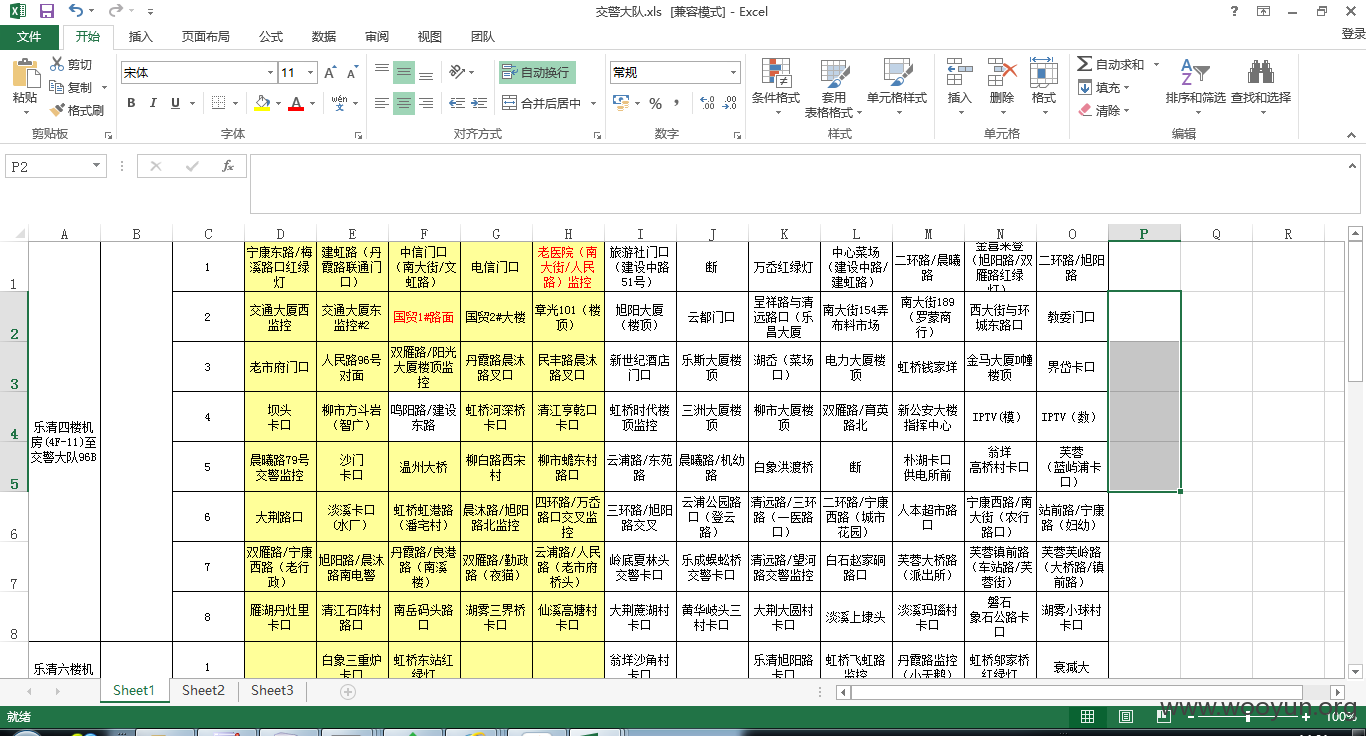 交警大队.xls [兼容模式] - Excel
登录
文件 开始 插入 页面布局 公式 数据 审阅 视图 团队
粘贴 剪切 复制 格式刷 剪贴板
宋体 11 B I U wén 字体
自动换行 合并后居中 对齐方式
常规 % 数字
条件格式 套用表格格式 单元格样式 样式
插入 删除 格式 单元格
自动求和 填充 清除 排序和筛选 查找和选择 编辑
P2 fx
A B C D E F G H I J K L M N O P Q R
1
乐清四楼机房(4F-11)至交警大队96B
1 宁康东路/梅溪路口红绿灯 建虹路(丹霞路联通门口) 中信门口(南大街/文虹路) 电信门口 老医院(南大街/人民路)监控 旅游社门口(建设中路51号) 断 万岙红绿灯 中心菜场(建设中路/建虹路) 二环路/晨曦路 金喜来登(旭阳路/双雁路红绿灯) 二环路/旭阳路
2
2 交通大厦西监控 交通大厦东监控#2 国贸1#路面 国贸2#大楼 章光101(楼顶) 旭阳大厦(楼顶) 云都门口 呈祥路与清远路口(乐昌大厦 南大街154弄布料市场 南大街189(罗蒙商行) 西大街与环城东路口 教委门口
3
3 老市府门口 人民路96号对面 双雁路/阳光大厦楼顶监控 丹霞路晨沐路叉口 民丰路晨沐路叉口 新世纪酒店门口 乐斯大厦楼顶 湖岙(菜场口) 电力大厦楼顶 虹桥钱家垟 金马大厦D幢楼顶 界岱卡口
4
4 坝头卡口 柳市方斗岩(智广) 鸣阳路/建设东路 虹桥河深桥卡口 清江亨乾口卡口 虹桥时代楼顶监控 三洲大厦楼顶 柳市大厦楼顶 双雁路/育英路北 新公安大楼指挥中心 IPTV(模) IPTV(数)
5
5 晨曦路79号交警监控 沙门卡口 温州大桥 柳白路西宋村 柳市蟾东村路口 云浦路/东苑路 晨曦路/机幼路 白象洪渡桥 断 朴湖卡口供电所前 翁垟高桥村卡口 芙蓉(蓝屿浦卡口)
6
6 大荆路口 淡溪卡口(水厂) 虹桥虹港路(潘宅村) 晨沐路/旭阳路北监控 四环路/万岙路口交叉监控 三环路/旭阳路交叉 云浦公园路口(登云路) 清远路/三环路(一医路口) 二环路/宁康西路(城市花园) 人本超市路口 宁康西路/南大街(农行路口) 站前路/宁康路(妇幼)
7
7 双雁路/宁康西路(老行政) 旭阳路/晨沐路南电警 丹霞路/良港路(南溪楼) 双雁路/勤政路(夜猫) 云浦路/人民路(老市府桥头) 岭底夏林头交警卡口 乐成蜈蚣桥交警卡口 清远路/望河路交警监控 白石赵家硐路口 芙蓉大桥路(派出所) 芙蓉镇前路(车站路/芙蓉街) 芙蓉芙岭路(大桥路/镇前路)
8
8 雁湖丹灶里卡口 清江石阵村路口 南岳码头路口 湖雾三界桥卡口 仙溪高塘村卡口 大荆蔗湖村卡口 黄华岐头三村卡口 大荆大圆村卡口 淡溪上埭头 淡溪玛瑙村卡口 磐石象石公路卡口 湖雾小球村卡口
乐清六楼机
1 白象三重炉卡口 虹桥东站红绿灯 翁垟沙角村卡口 乐清旭阳路卡口 虹桥飞虹路监控 丹霞路监控(小天鹅) 虹桥邬家桥红绿灯 衰减大
Sheet1 Sheet2 Sheet3
就绪
100%
www.wooyun.org